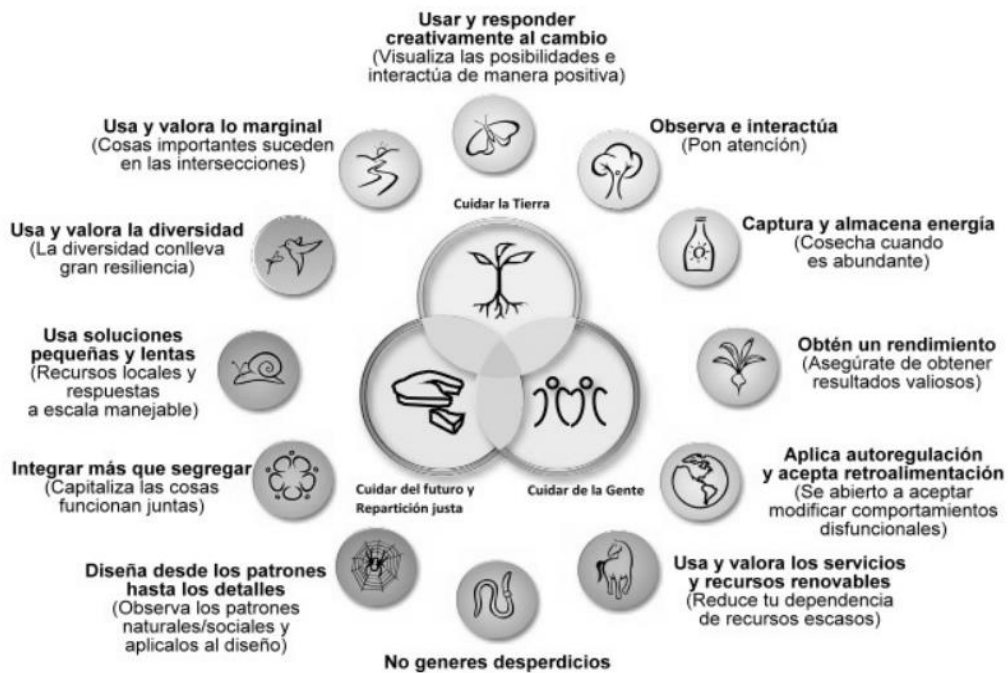 Usar y responder
creativamente al cambio
(Visualiza las posibilidades e
interactúa de manera positiva)
Observa e interactúa
(Pon atención)
Captura y almacena energía
(Cosecha cuando
es abundante)
Obtén un rendimiento
(Asegúrate de obtener
resultados valiosos)
Aplica autoregulación
y acepta retroalimentación
(Se abierto a aceptar
modificar comportamientos
disfuncionales)
Usa y valora los servicios
y recursos renovables
(Reduce tu dependencia
de recursos escasos)
No generes desperdicios
Diseña desde los patrones
hasta los detalles
(Observa los patrones
naturales/sociales y
aplicalos al diseño)
Integrar más que segregar
(Capitaliza las cosas
funcionan juntas)
Usa soluciones
pequeñas y lentas
(Recursos locales y
respuestas
a escala manejable)
Usa y valora la diversidad
(La diversidad conlleva
gran resiliencia)
Usa y valora lo marginal
(Cosas importantes suceden
en las intersecciones)
Cuidar la Tierra
Cuidar del futuro y
Repartición justa
Cuidar de la Gente